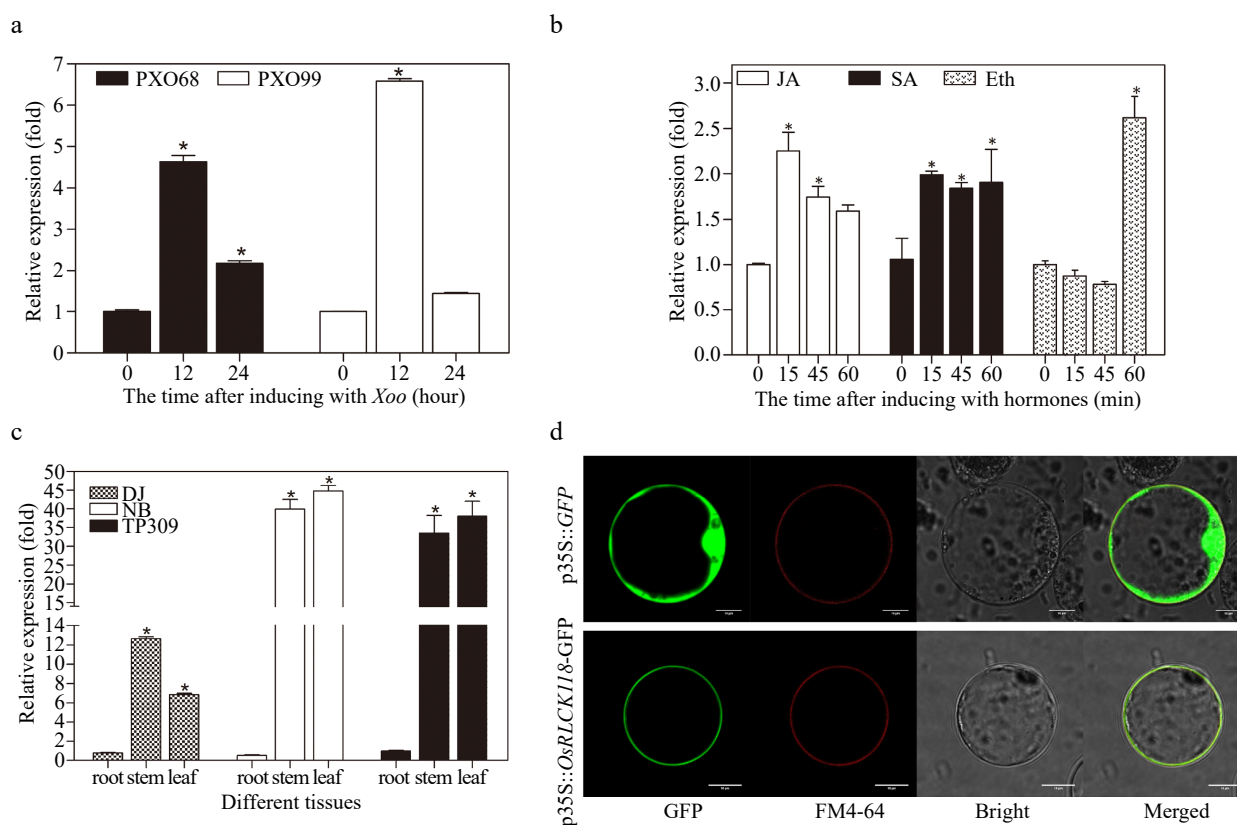 a
Relative expression (fold)
7
6
5
4
3
2
1
0
PXO68 PXO99
* * *
0 12 24 0 12 24
The time after inducing with Xoo (hour)
b
Relative expression (fold)
3.0
2.5
2.0
1.5
1.0
0.5
0.0
JA SA Eth
* * * * * *
0 15 45 60 0 15 45 60 0 15 45 60
The time after inducing with hormones (min)
c
Relative expression (fold)
50
45
40
35
30
25
20
15
14
12
10
8
6
4
2
0
DJ
NB
TP309
* * * * * *
root stem leaf root stem leaf root stem leaf
Different tissues
d
p35S::GFP
p35S::OsRLCK118-GFP
GFP FM4-64 Bright Merged